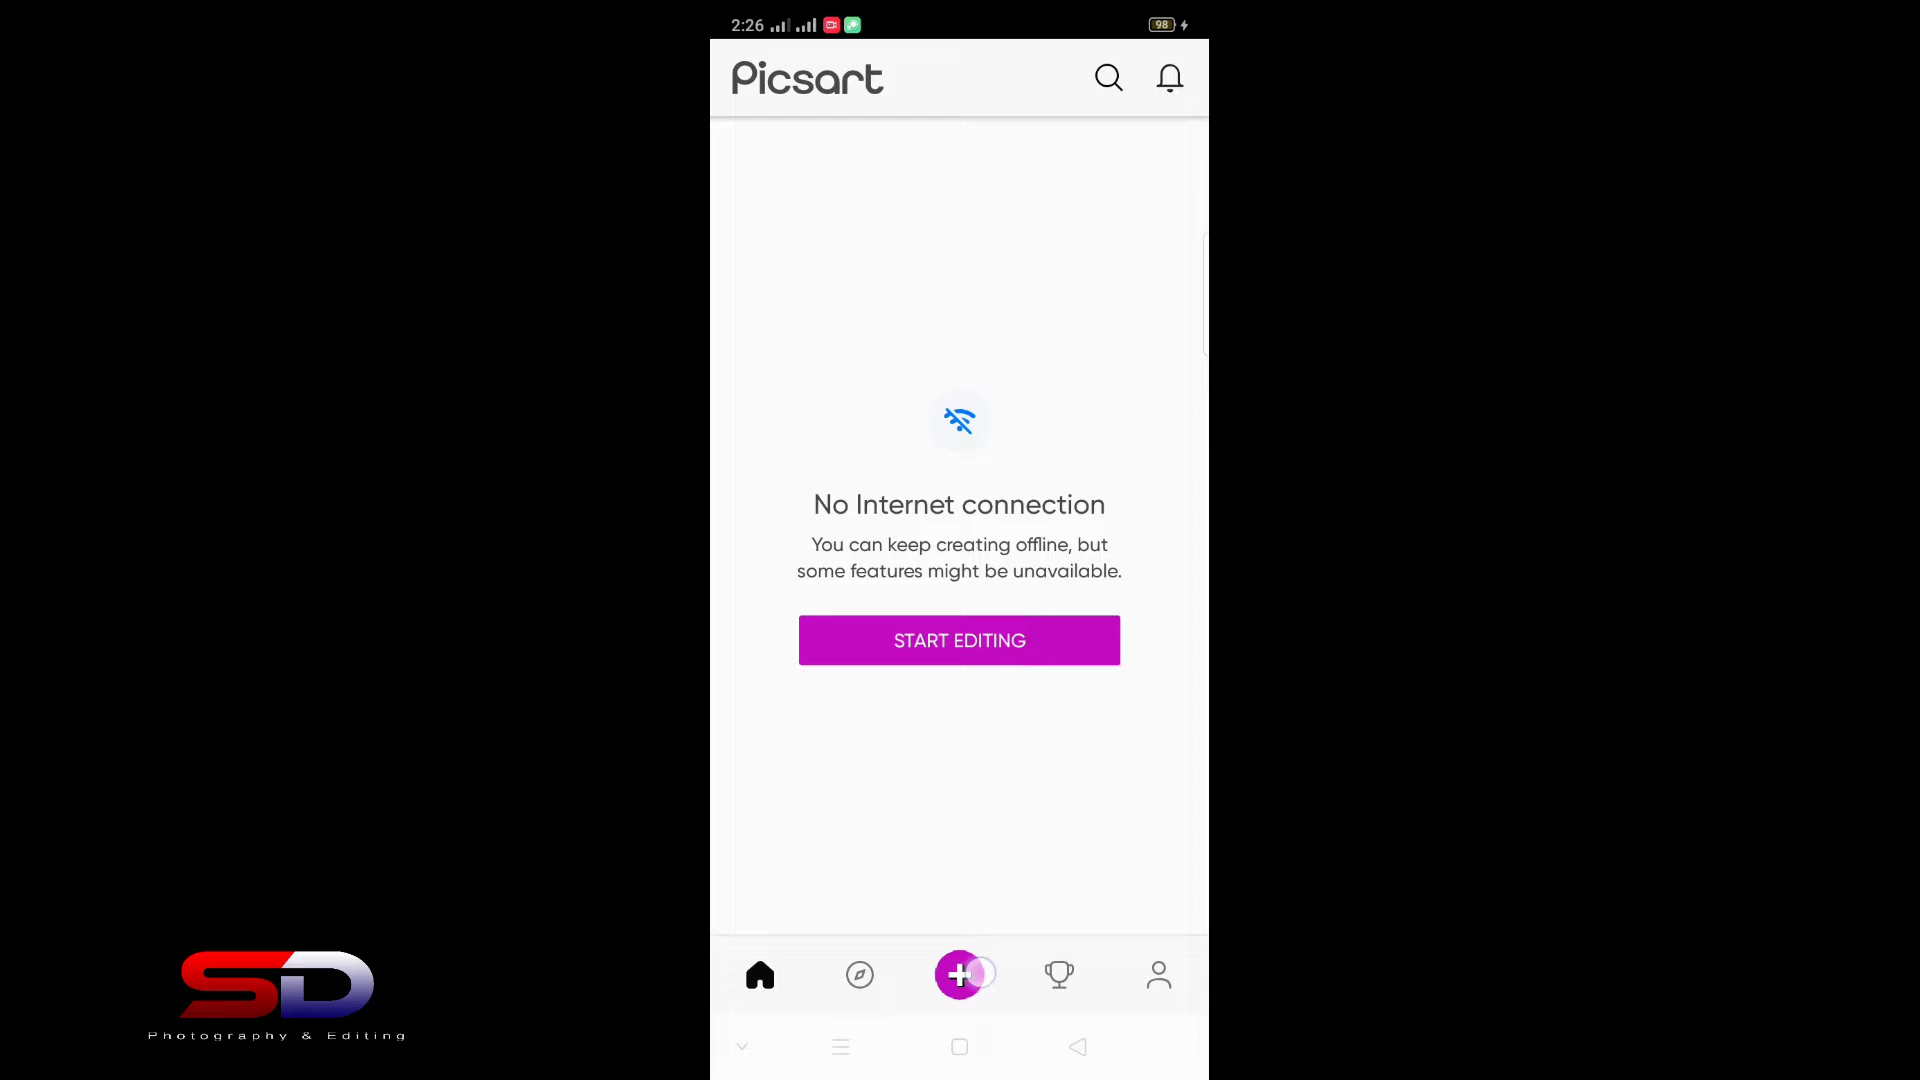 2:26
98
Picsart
No Internet connection
You can keep creating offline, but
some features might be unavailable.
START EDITING
SD
Photography & Editing